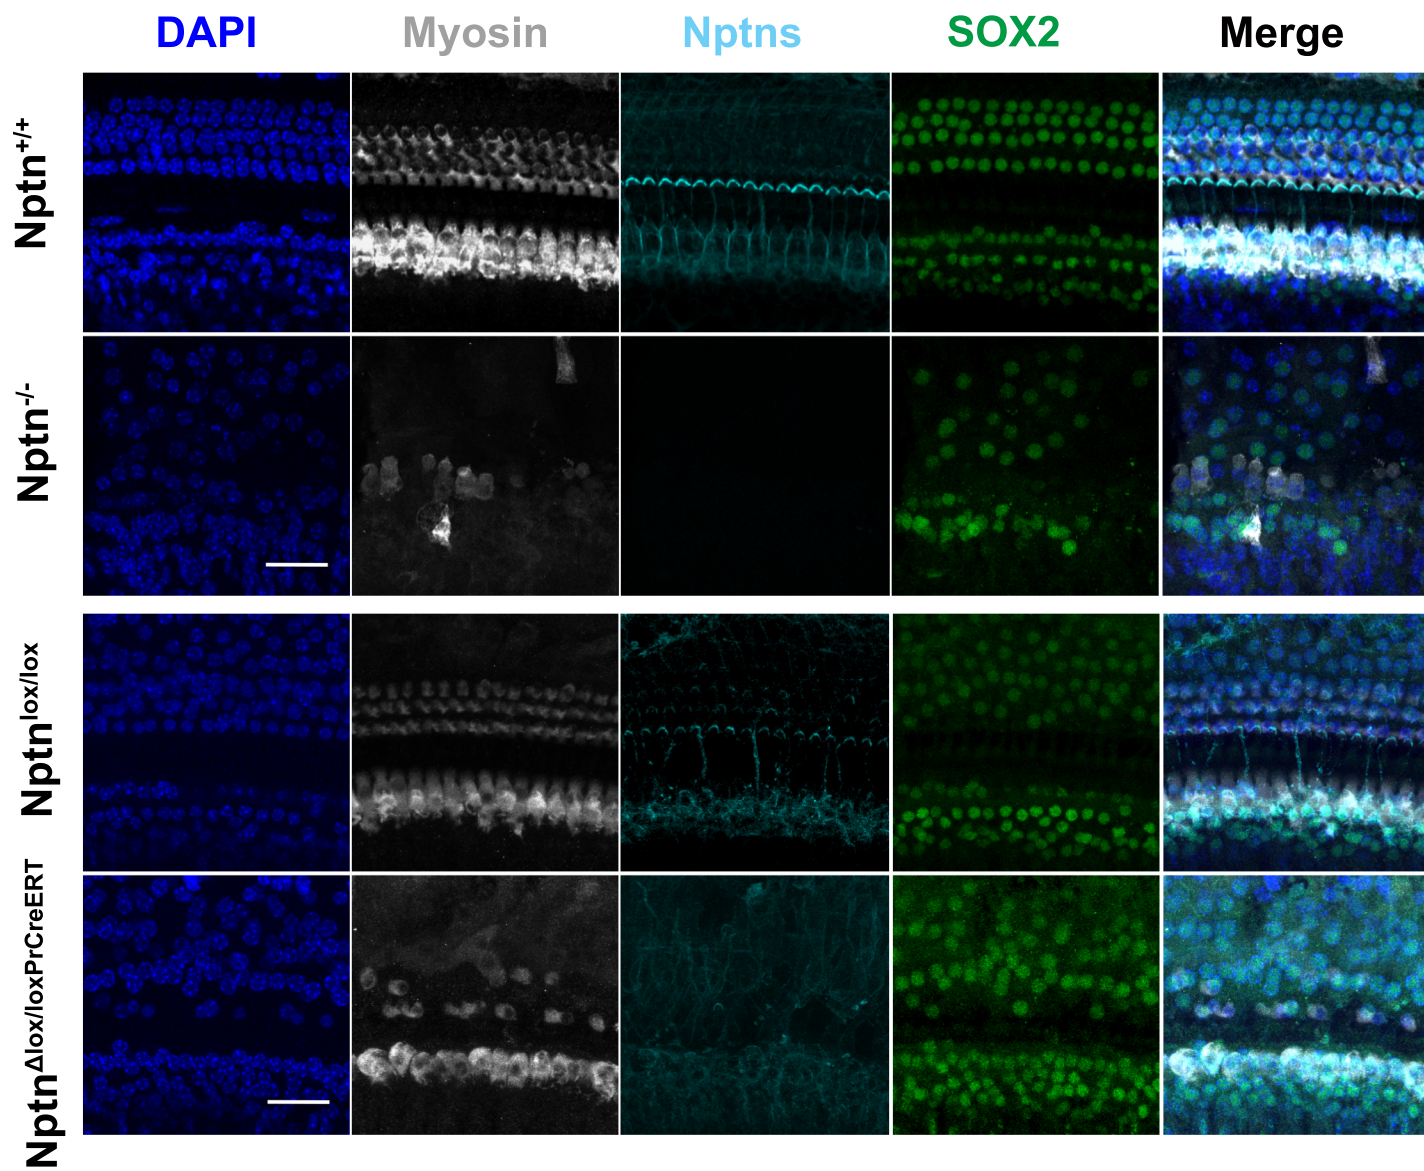 DAPI Myosin Nptns SOX2 Merge
Nptn+/+
Nptn-/-
Nptnlox/lox
NptnΔlox/loxPrCreERT